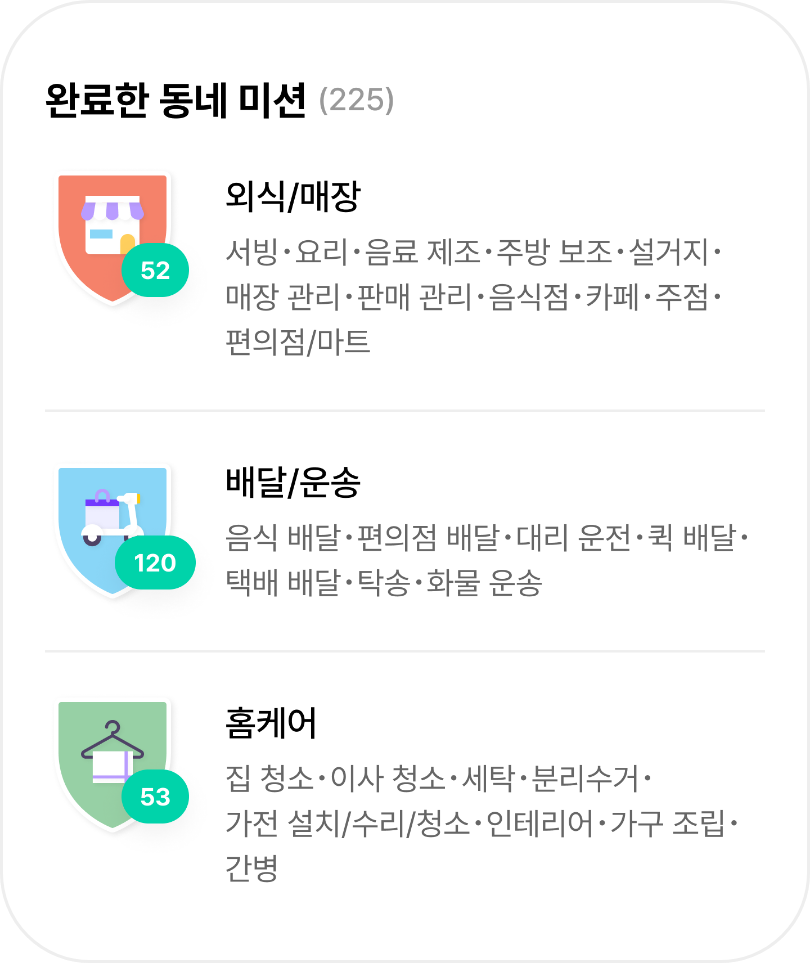 완료한 동네 미션 (225)
외식/매장
서빙·요리·음료 제조·주방 보조·설거지·
매장 관리·판매 관리·음식점·카페·주점·
편의점/마트
52
배달/운송
음식 배달·편의점 배달·대리 운전·퀵 배달·
택배 배달·탁송·화물 운송
120
홈케어
집 청소·이사 청소·세탁·분리수거·
가전 설치/수리/청소·인테리어·가구 조립·
간병
53